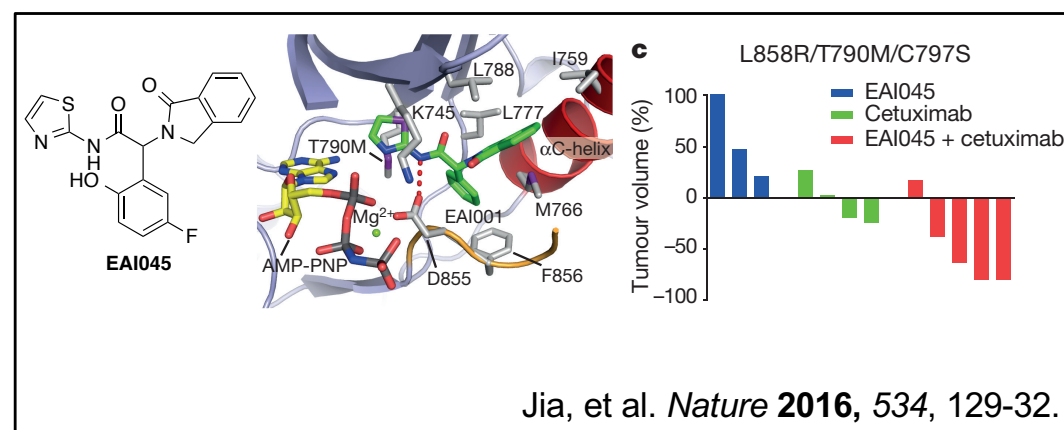 O
S
O
N
N
N
H
HO
F
EAI045
L788
I759
K745
L777
T790M
αC-helix
Mg2+
EAI001
M766
AMP-PNP
D855
F856
c
L858R/T790M/C797S
EAI045
Cetuximab
EAI045 + cetuximab
Tumour volume (%)
100
50
0
−50
−100
Jia, et al. Nature 2016, 534, 129-32.